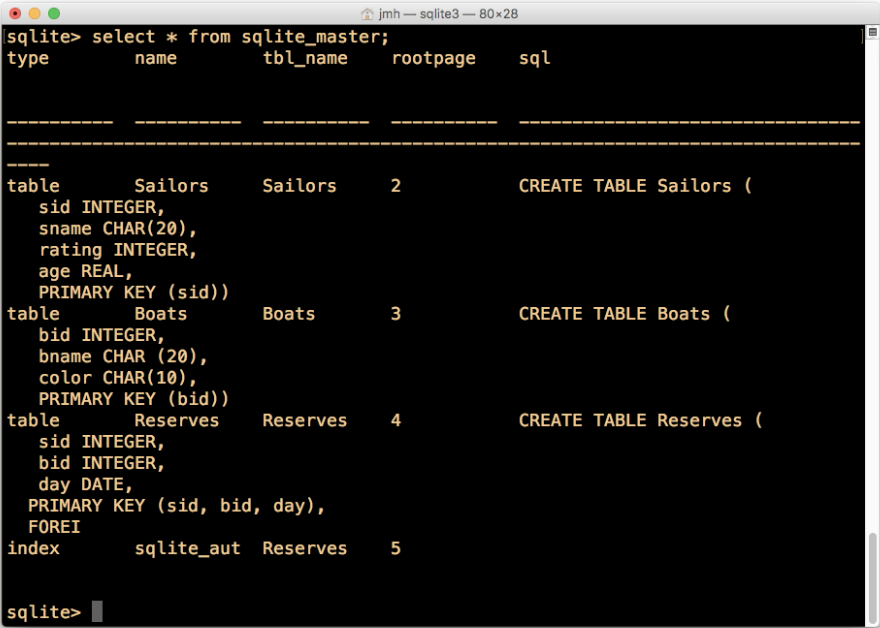 jmh — sqlite3 — 80×28
sqlite> select * from sqlite_master;
type        name        tbl_name    rootpage    sql
----------  ----------  ----------  ----------  --------------------------------
--------------------------------------------------------------------------------
----
table       Sailors     Sailors     2           CREATE TABLE Sailors (
   sid INTEGER,
   sname CHAR(20),
   rating INTEGER,
   age REAL,
   PRIMARY KEY (sid))
table       Boats       Boats       3           CREATE TABLE Boats (
   bid INTEGER,
   bname CHAR (20),
   color CHAR(10),
   PRIMARY KEY (bid))
table       Reserves    Reserves    4           CREATE TABLE Reserves (
   sid INTEGER,
   bid INTEGER,
   day DATE,
  PRIMARY KEY (sid, bid, day),
  FOREI
index       sqlite_aut  Reserves    5
sqlite>